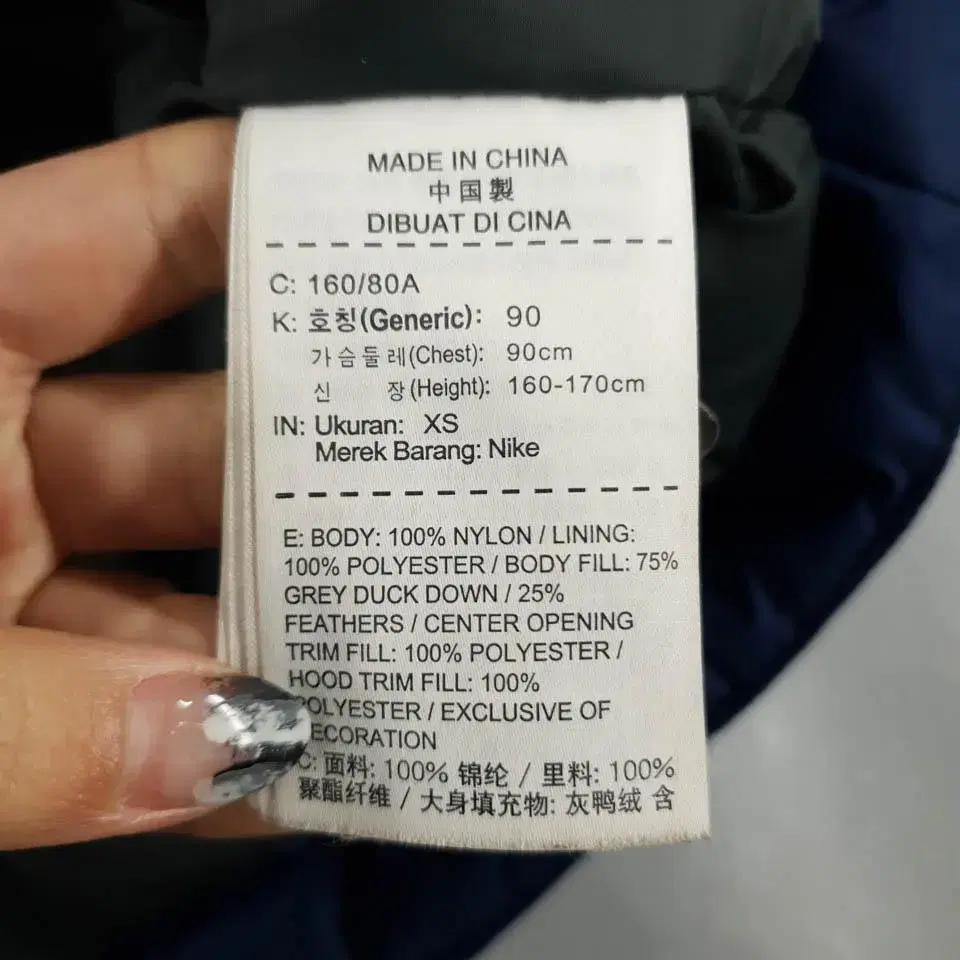 MADE IN CHINA
中国製
DIBUAT DI CINA
C: 160/80A
K: 호칭(Generic): 90
가슴둘레(Chest): 90cm
신 장(Height): 160-170cm
IN: Ukuran: XS
Merek Barang: Nike
E: BODY: 100% NYLON / LINING:
100% POLYESTER / BODY FILL: 75%
GREY DUCK DOWN / 25%
FEATHERS / CENTER OPENING
TRIM FILL: 100% POLYESTER /
HOOD TRIM FILL: 100%
POLYESTER / EXCLUSIVE OF
DECORATION
C: 面料: 100% 锦纶 / 里料: 100%
聚酯纤维 / 大身填充物: 灰鸭绒 含